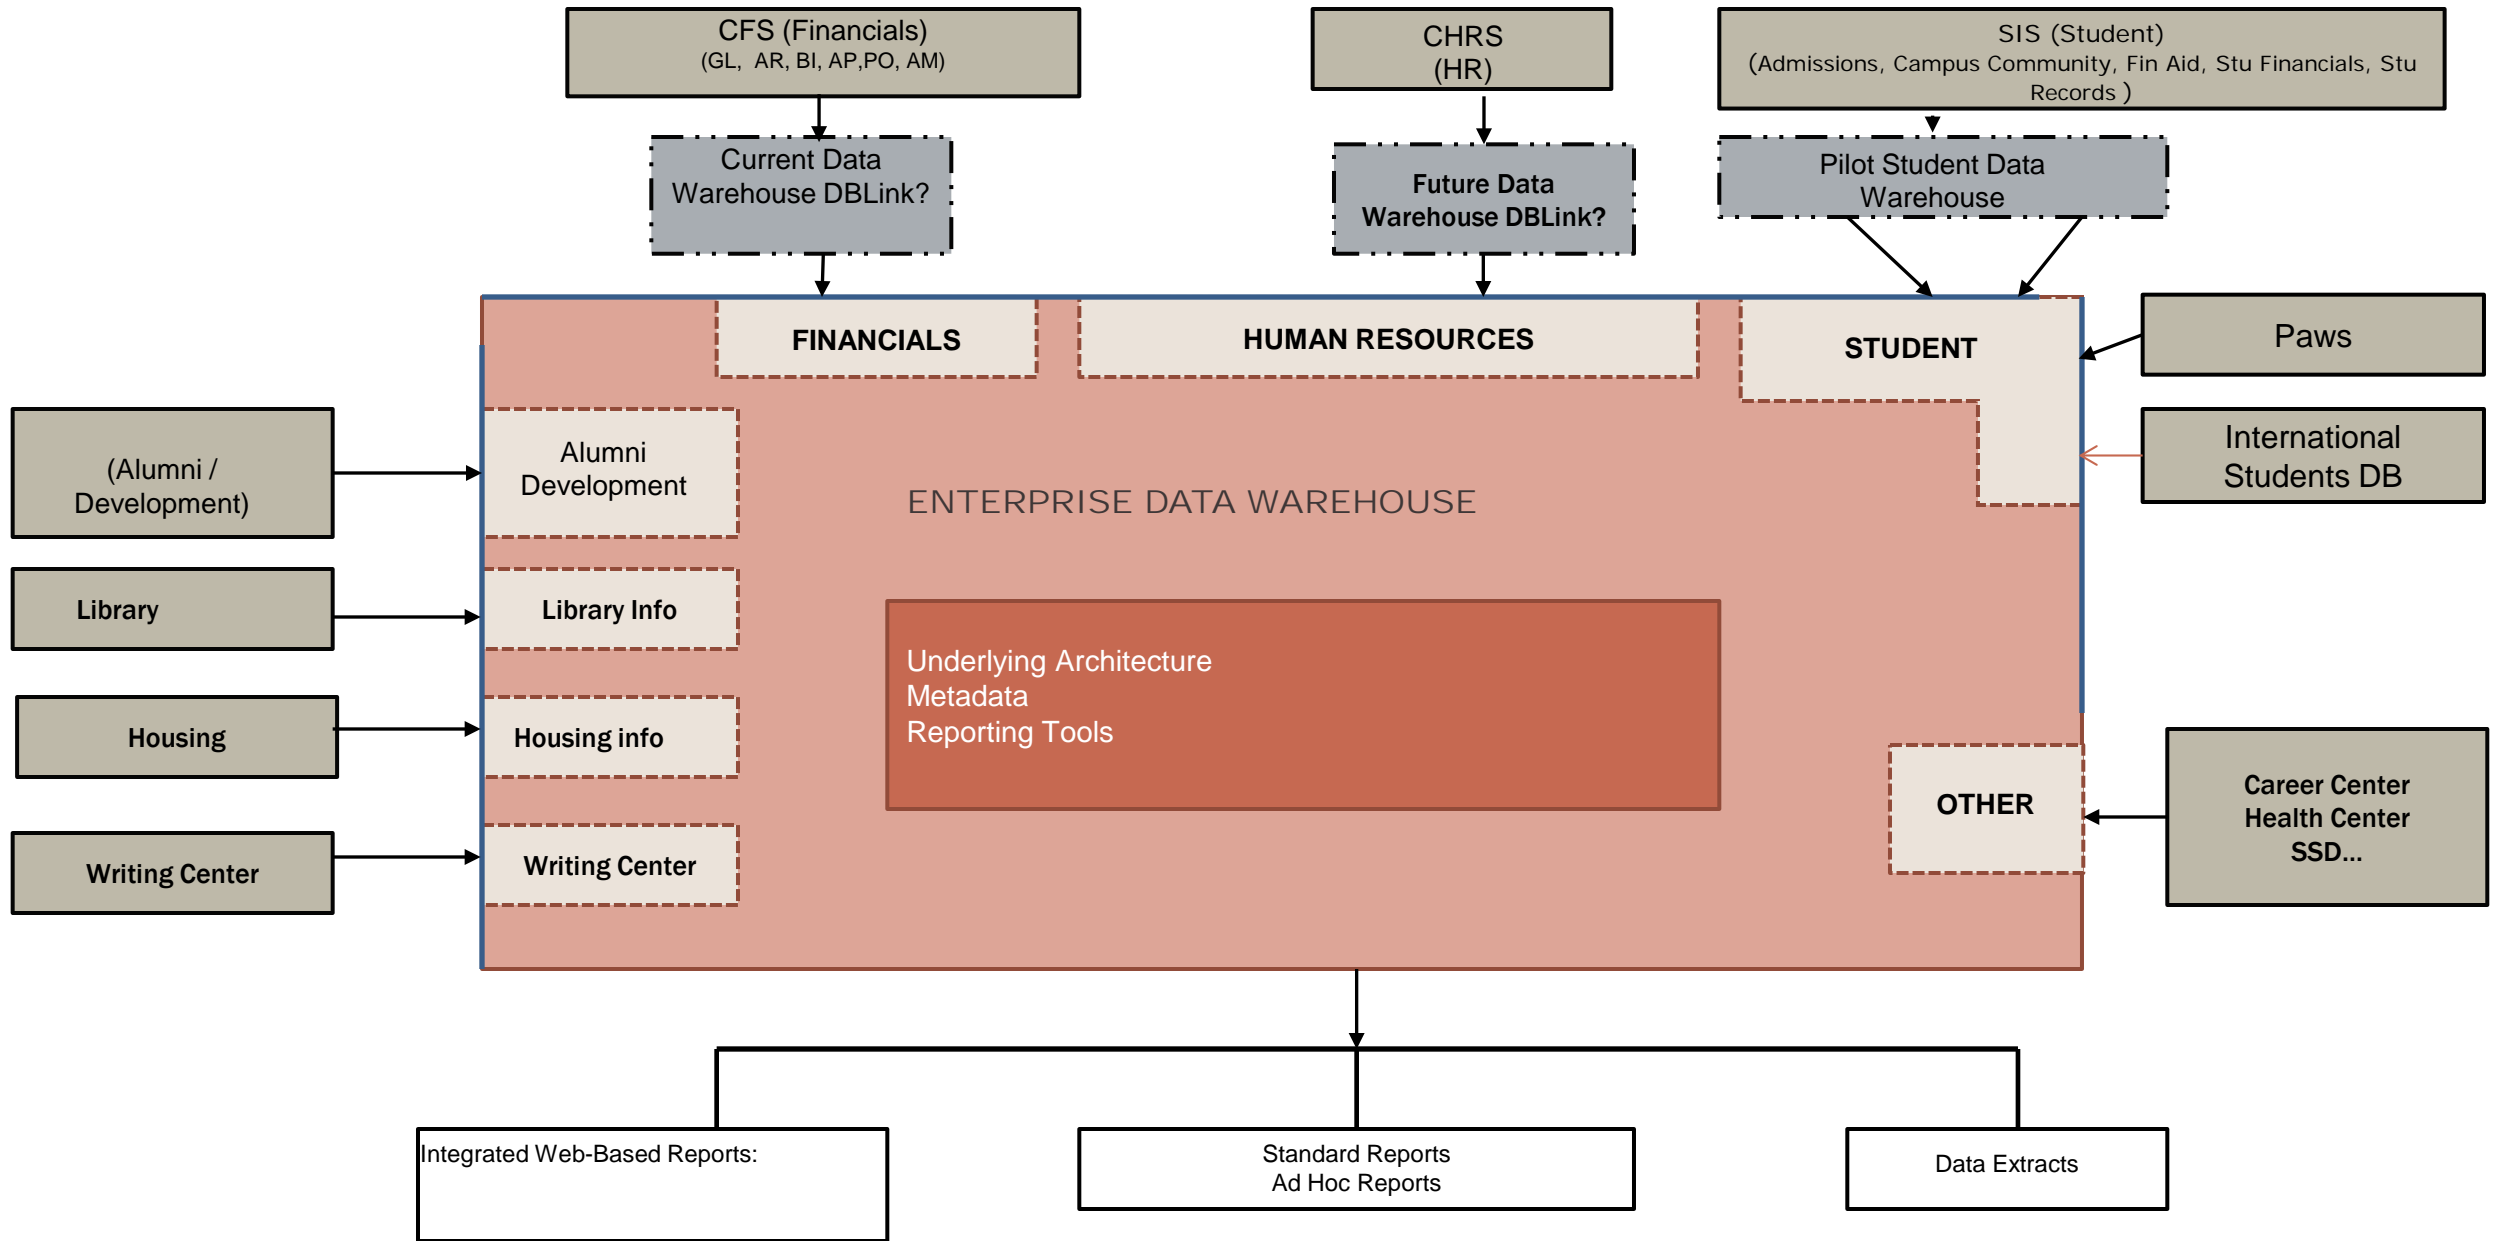 CFS (Financials)
(GL, AR, BI, AP,PO, AM)
CHRS
(HR)
SIS (Student)
(Admissions, Campus Community, Fin Aid, Stu Financials, Stu
Records )
Current Data
Warehouse DBLink?
Future Data
Warehouse DBLink?
Pilot Student Data
Warehouse
FINANCIALS
HUMAN RESOURCES
STUDENT
Paws
(Alumni /
Development)
Alumni
Development
ENTERPRISE DATA WAREHOUSE
International
Students DB
Library
Library Info
Underlying Architecture
Metadata
Reporting Tools
Housing
Housing info
OTHER
Career Center
Health Center
SSD...
Writing Center
Writing Center
Integrated Web-Based Reports:
Standard Reports
Ad Hoc Reports
Data Extracts